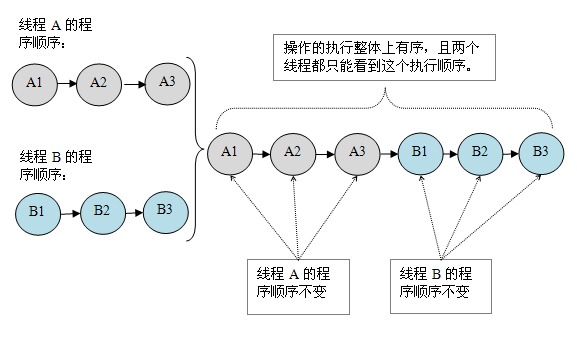 线程 A 的程
序顺序：
A1 A2 A3
线程 B 的程
序顺序：
B1 B2 B3
操作的执行整体上有序，且两个
线程都只能看到这个执行顺序。
A1 A2 A3 B1 B2 B3
线程 A 的程
序顺序不变
线程 B 的程
序顺序不变